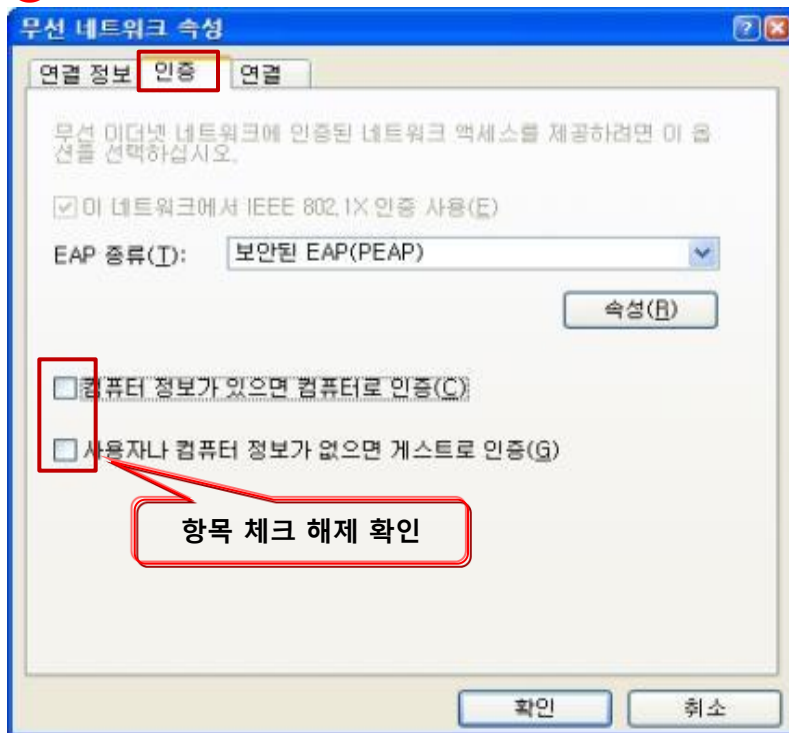 무선 네트워크 속성
연결 정보 인증 연결
무선 이더넷 네트워크에 인증된 네트워크 액세스를 제공하려면 이 옵
션을 선택하십시오.
이 네트워크에서 IEEE 802.1X 인증 사용(E)
EAP 종류(T): 보안된 EAP(PEAP)
속성(R)
컴퓨터 정보가 있으면 컴퓨터로 인증(C)
사용자나 컴퓨터 정보가 없으면 게스트로 인증(G)
항목 체크 해제 확인
확인 취소